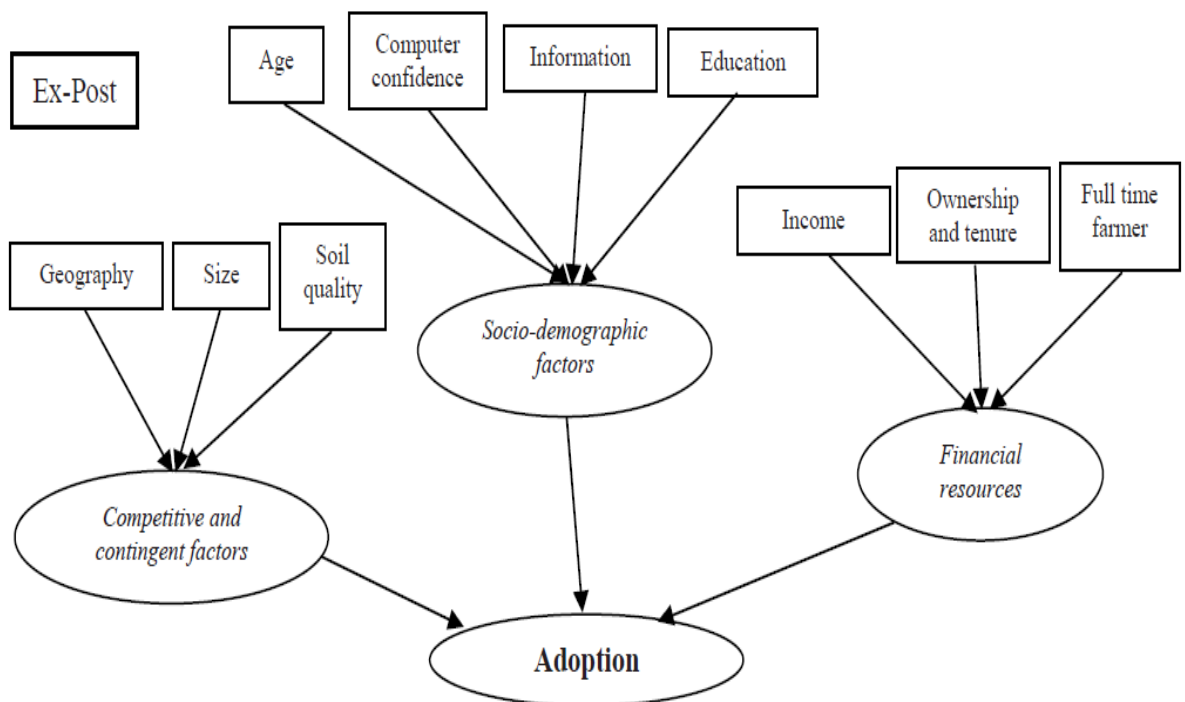 Ex-Post
Age
Computer
confidence
Information
Education
Geography
Size
Soil
quality
Income
Ownership
and tenure
Full time
farmer
Socio-demographic
factors
Competitive and
contingent factors
Financial
resources
Adoption